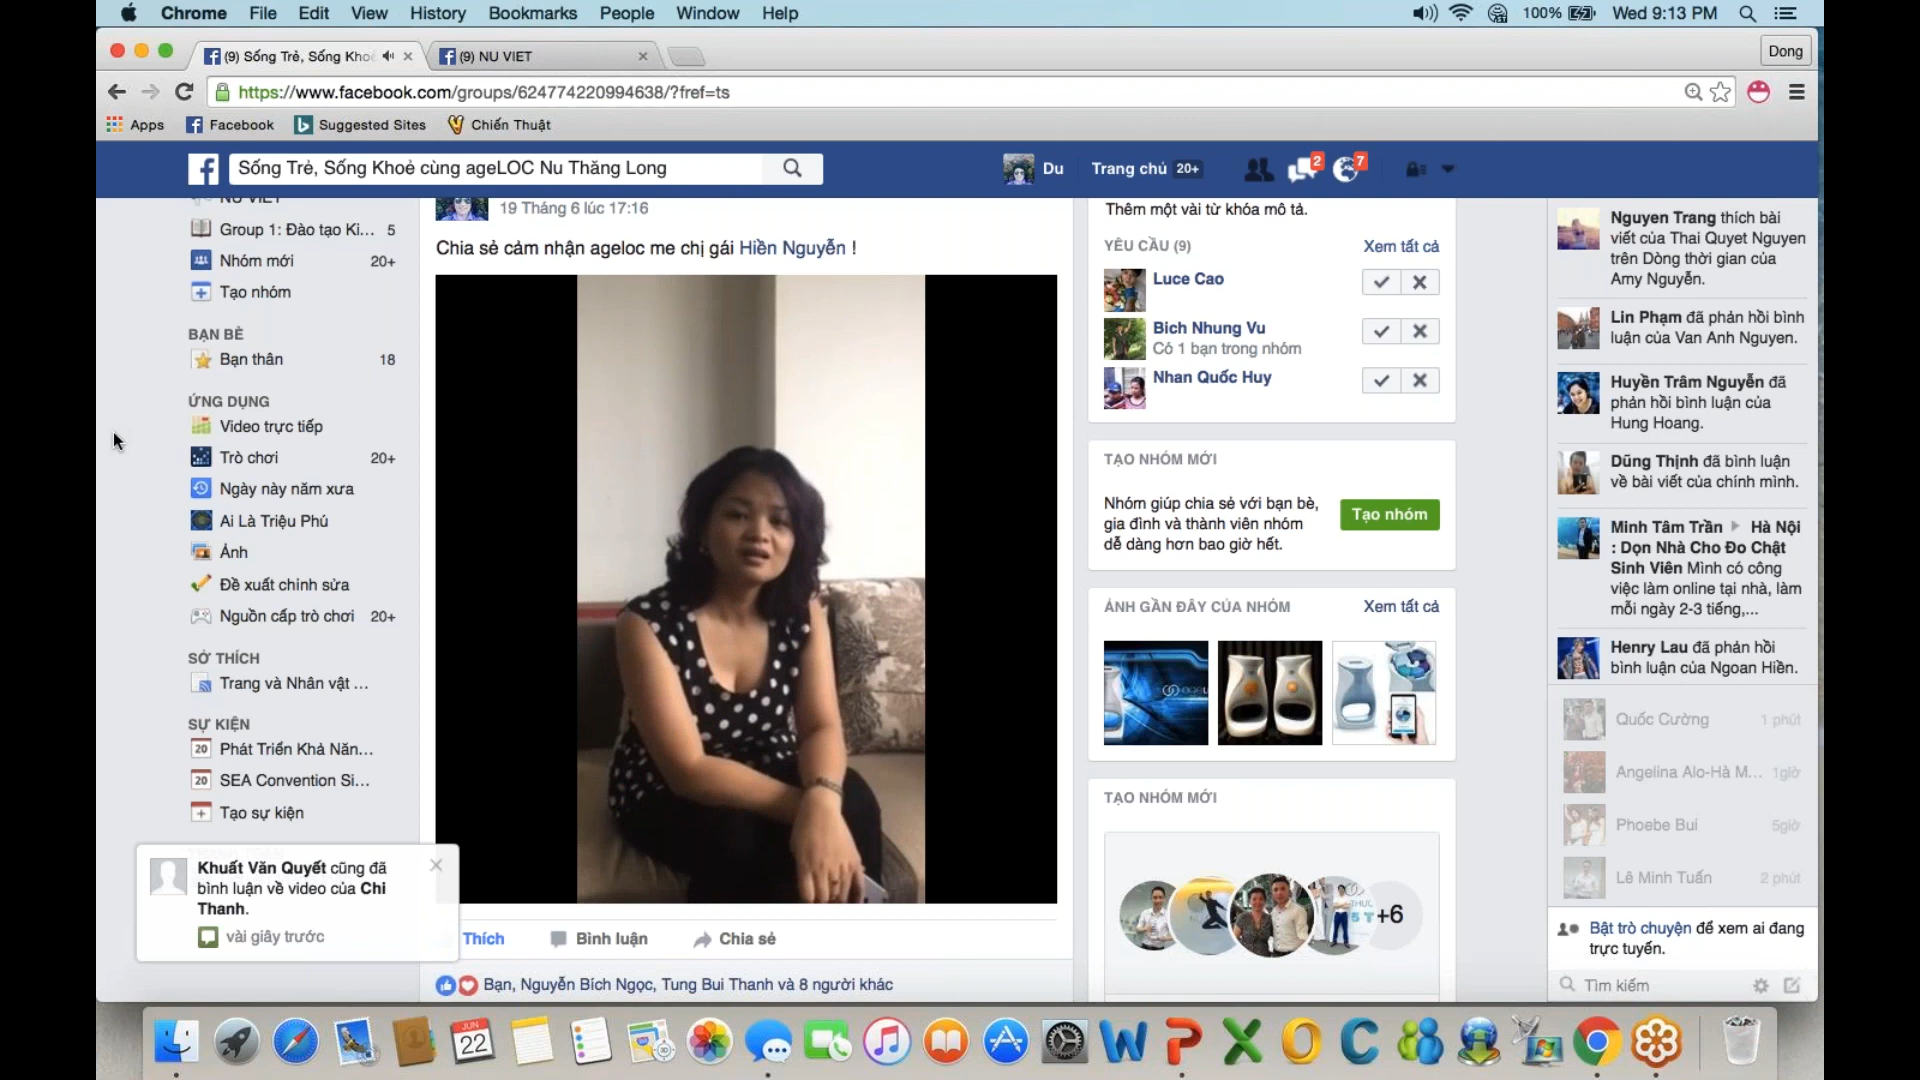 Chrome File Edit View History Bookmarks People Window Help 100% Wed 9:13 PM
(9) Sống Trẻ, Sống Khoẻ
(9) NU VIET
Dong
https://www.facebook.com/groups/624774220994638/?fref=ts
Apps Facebook Suggested Sites Chiến Thuật
Sống Trẻ, Sống Khoẻ cùng ageLOC Nu Thăng Long
Du Trang chủ 20+ 2 7
NU VIET
Group 1: Đào tạo Ki... 5
Nhóm mới 20+
Tạo nhóm
BẠN BÈ
Bạn thân 18
ỨNG DỤNG
Video trực tiếp
Trò chơi 20+
Ngày này năm xưa
Ai Là Triệu Phú
Ảnh
Đề xuất chỉnh sửa
Nguồn cấp trò chơi 20+
SỞ THÍCH
Trang và Nhân vật ...
SỰ KIỆN
20 Phát Triển Khả Năn...
20 SEA Convention Si...
Tạo sự kiện
Khuất Văn Quyết cũng đã
bình luận về video của Chi
Thanh.
vài giây trước
19 Tháng 6 lúc 17:16
Chia sẻ cảm nhận ageloc me chị gái Hiền Nguyễn !
Thích Bình luận Chia sẻ
Bạn, Nguyễn Bích Ngọc, Tung Bui Thanh và 8 người khác
Thêm một vài từ khóa mô tả.
YÊU CẦU (9) Xem tất cả
Luce Cao
Bich Nhung Vu
Có 1 bạn trong nhóm
Nhan Quốc Huy
TẠO NHÓM MỚI
Nhóm giúp chia sẻ với bạn bè,
gia đình và thành viên nhóm
dễ dàng hơn bao giờ hết.
Tạo nhóm
ẢNH GẦN ĐÂY CỦA NHÓM Xem tất cả
TẠO NHÓM MỚI
+6
Nguyen Trang thích bài
viết của Thai Quyet Nguyen
trên Dòng thời gian của
Amy Nguyễn.
Lin Phạm đã phản hồi bình
luận của Van Anh Nguyen.
Huyền Trâm Nguyễn đã
phản hồi bình luận của
Hung Hoang.
Dũng Thịnh đã bình luận
về bài viết của chính mình.
Minh Tâm Trần ▶ Hà Nội
: Dọn Nhà Cho Đo Chật
Sinh Viên Mình có công
việc làm online tại nhà, làm
mỗi ngày 2-3 tiếng,...
Henry Lau đã phản hồi
bình luận của Ngoan Hiền.
Quốc Cường 1 phút
Angelina Alo-Hà M... 1giờ
Phoebe Bui 5giờ
Lê Minh Tuấn 2 phút
Bật trò chuyện để xem ai đang
trực tuyến.
Tìm kiếm
JUN
22